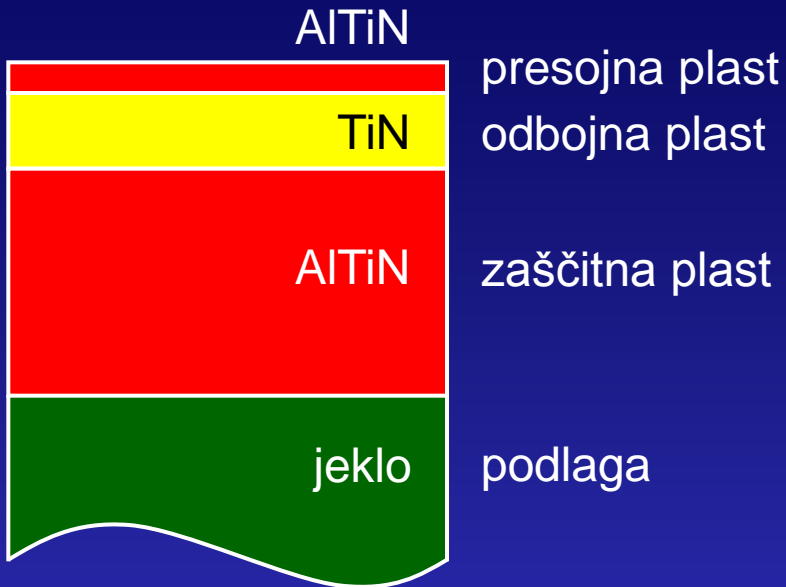 AlTiN
presojna plast
TiN odbojna plast
AlTiN zaščitna plast
jeklo podlaga